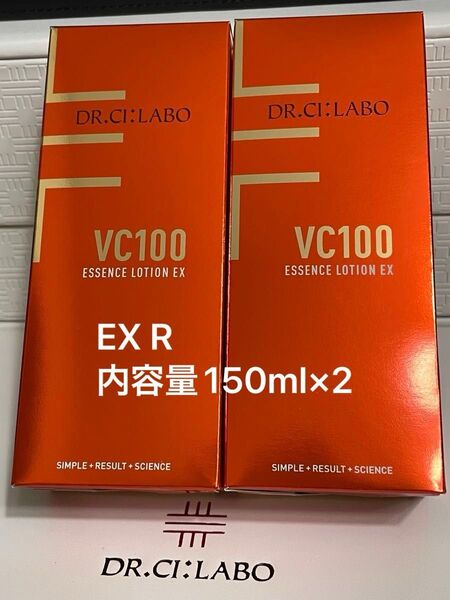 DR.CI:LABO
VC100
ESSENCE LOTION EX
SIMPLE+RESULT+SCIENCE
DR.CI:LABO
VC100
ESSENCE LOTION EX
SIMPLE+RESULT+SCIENCE
EX R
内容量150ml×2
DR.CI:LABO